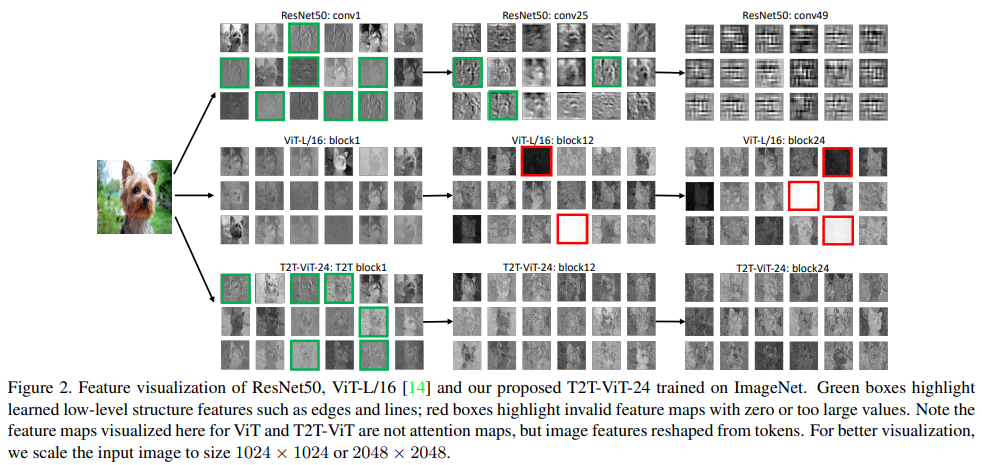 ResNet50: conv1
ResNet50: conv25
ResNet50: conv49
ViT-L/16: block1
ViT-L/16: block12
ViT-L/16: block24
T2T-ViT-24: T2T block1
T2T-ViT-24: block12
T2T-ViT-24: block24
Figure 2. Feature visualization of ResNet50, ViT-L/16 [14] and our proposed T2T-ViT-24 trained on ImageNet. Green boxes highlight
learned low-level structure features such as edges and lines; red boxes highlight invalid feature maps with zero or too large values. Note the
feature maps visualized here for ViT and T2T-ViT are not attention maps, but image features reshaped from tokens. For better visualization,
we scale the input image to size 1024 × 1024 or 2048 × 2048.